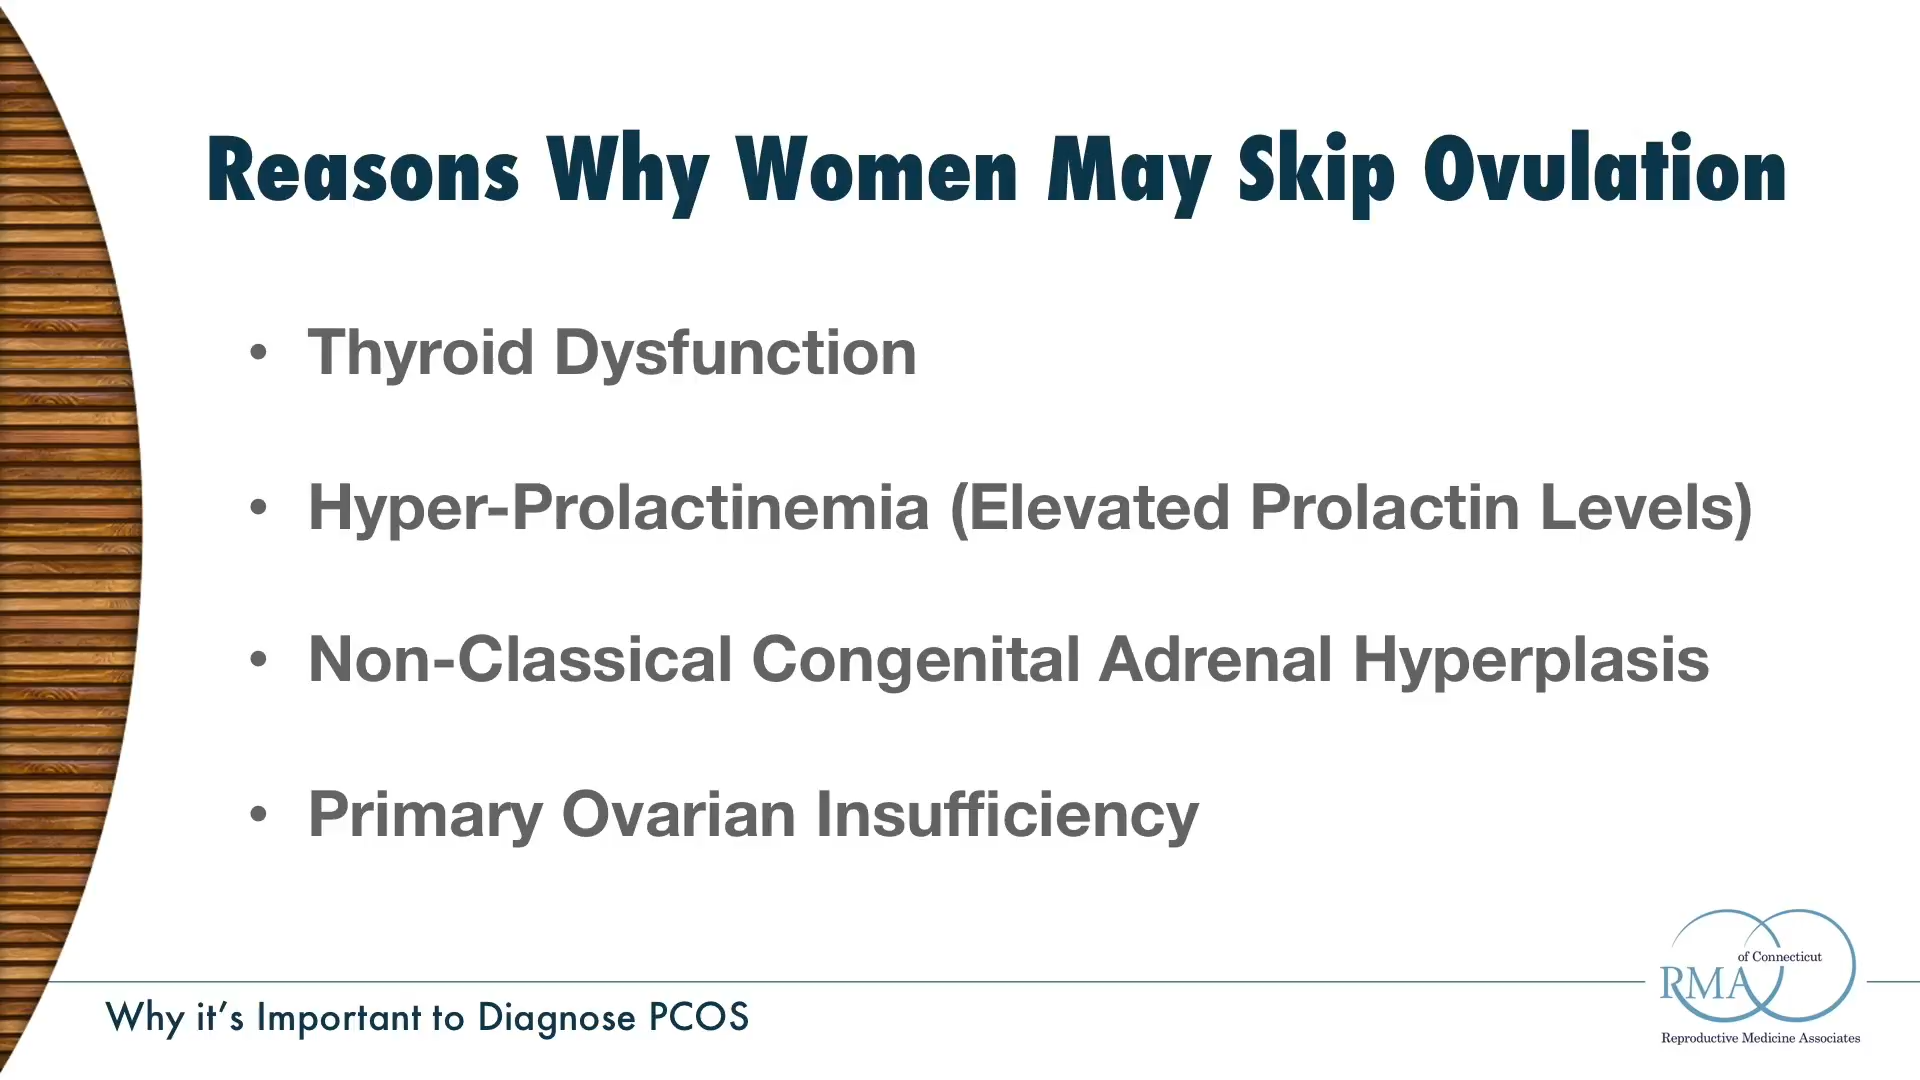 Reasons Why Women May Skip Ovulation
• Thyroid Dysfunction
• Hyper-Prolactinemia (Elevated Prolactin Levels)
• Non-Classical Congenital Adrenal Hyperplasis
• Primary Ovarian Insufficiency
Why it’s Important to Diagnose PCOS
of Connecticut
RMA
Reproductive Medicine Associates